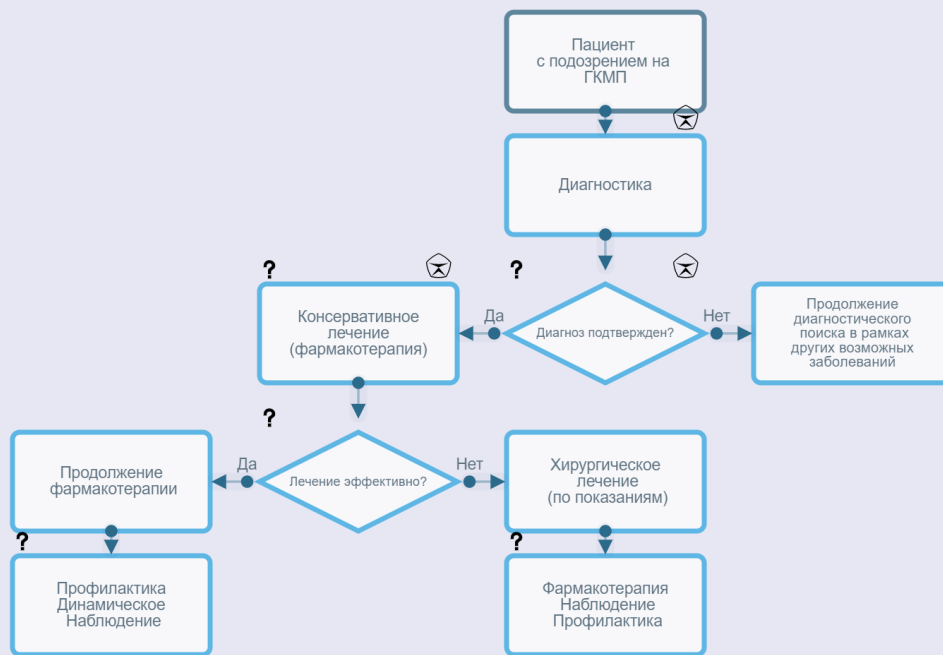 Пациент
с подозрением на
ГКМП
Диагностика
?
?
Консервативное
лечение
(фармакотерапия)
Да
Диагноз подтвержден?
Нет
Продолжение
диагностического
поиска в рамках
других возможных
заболеваний
?
Продолжение
фармакотерапии
Да
Лечение эффективно?
Нет
Хирургическое
лечение
(по показаниям)
?
?
Профилактика
Динамическое
Наблюдение
Фармакотерапия
Наблюдение
Профилактика